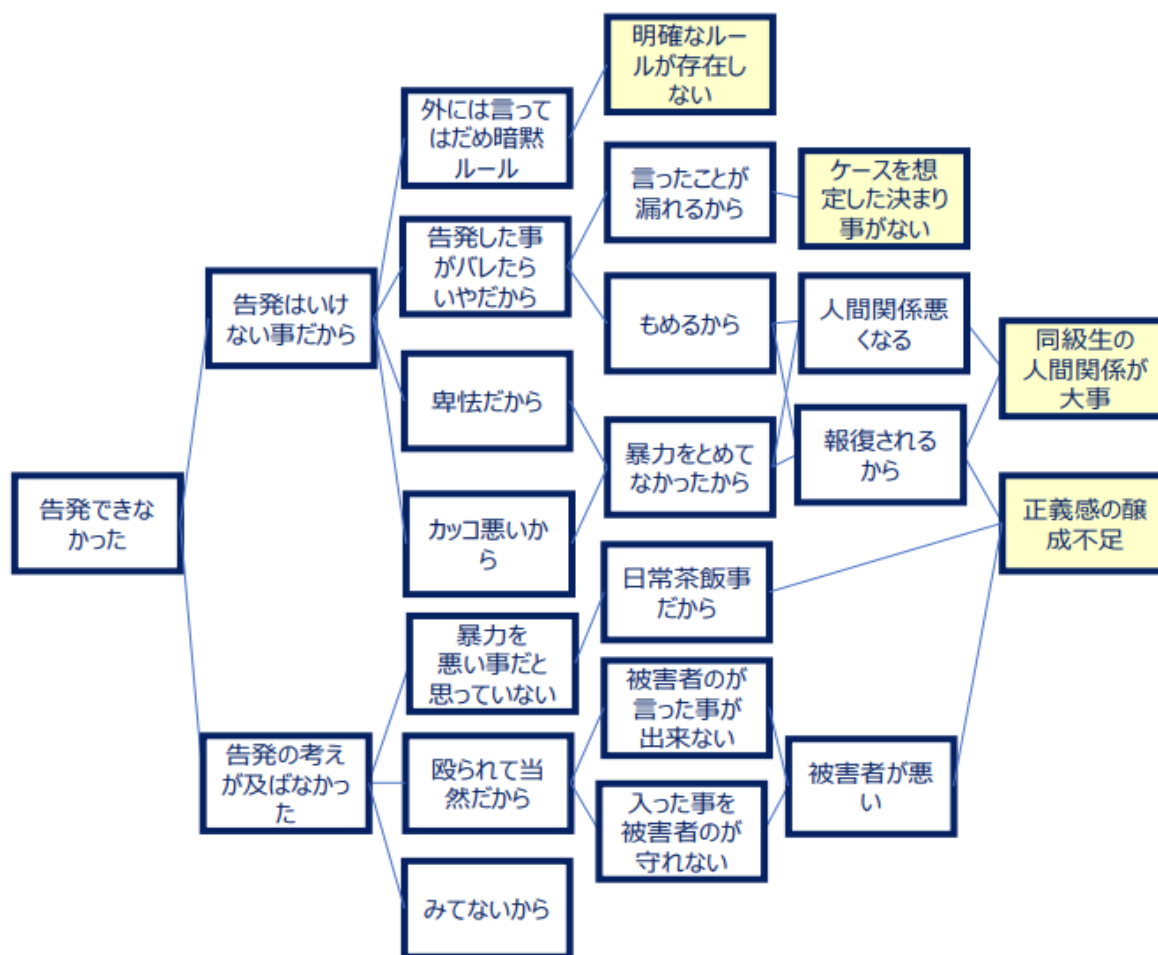 明確なルー
ルが存在し
ない
外には言って
はだめ暗黙
ルール
言ったことが
漏れるから
ケースを想
定した決まり
事がない
告発した事
がバレたら
いやだから
告発はいけ
ない事だから
もめるから
人間関係悪
くなる
同級生の
人間関係が
大事
卑怯だから
暴力をとめて
なかったから
報復される
から
告発できな
かった
カッコ悪いか
ら
正義感の醸
成不足
日常茶飯事
だから
暴力を
悪い事だと
思っていない
被害者のが
言った事が
出来ない
告発の考え
が及ばなかっ
た
殴られて当
然だから
被害者が悪
い
入った事を
被害者のが
守れない
みてないから